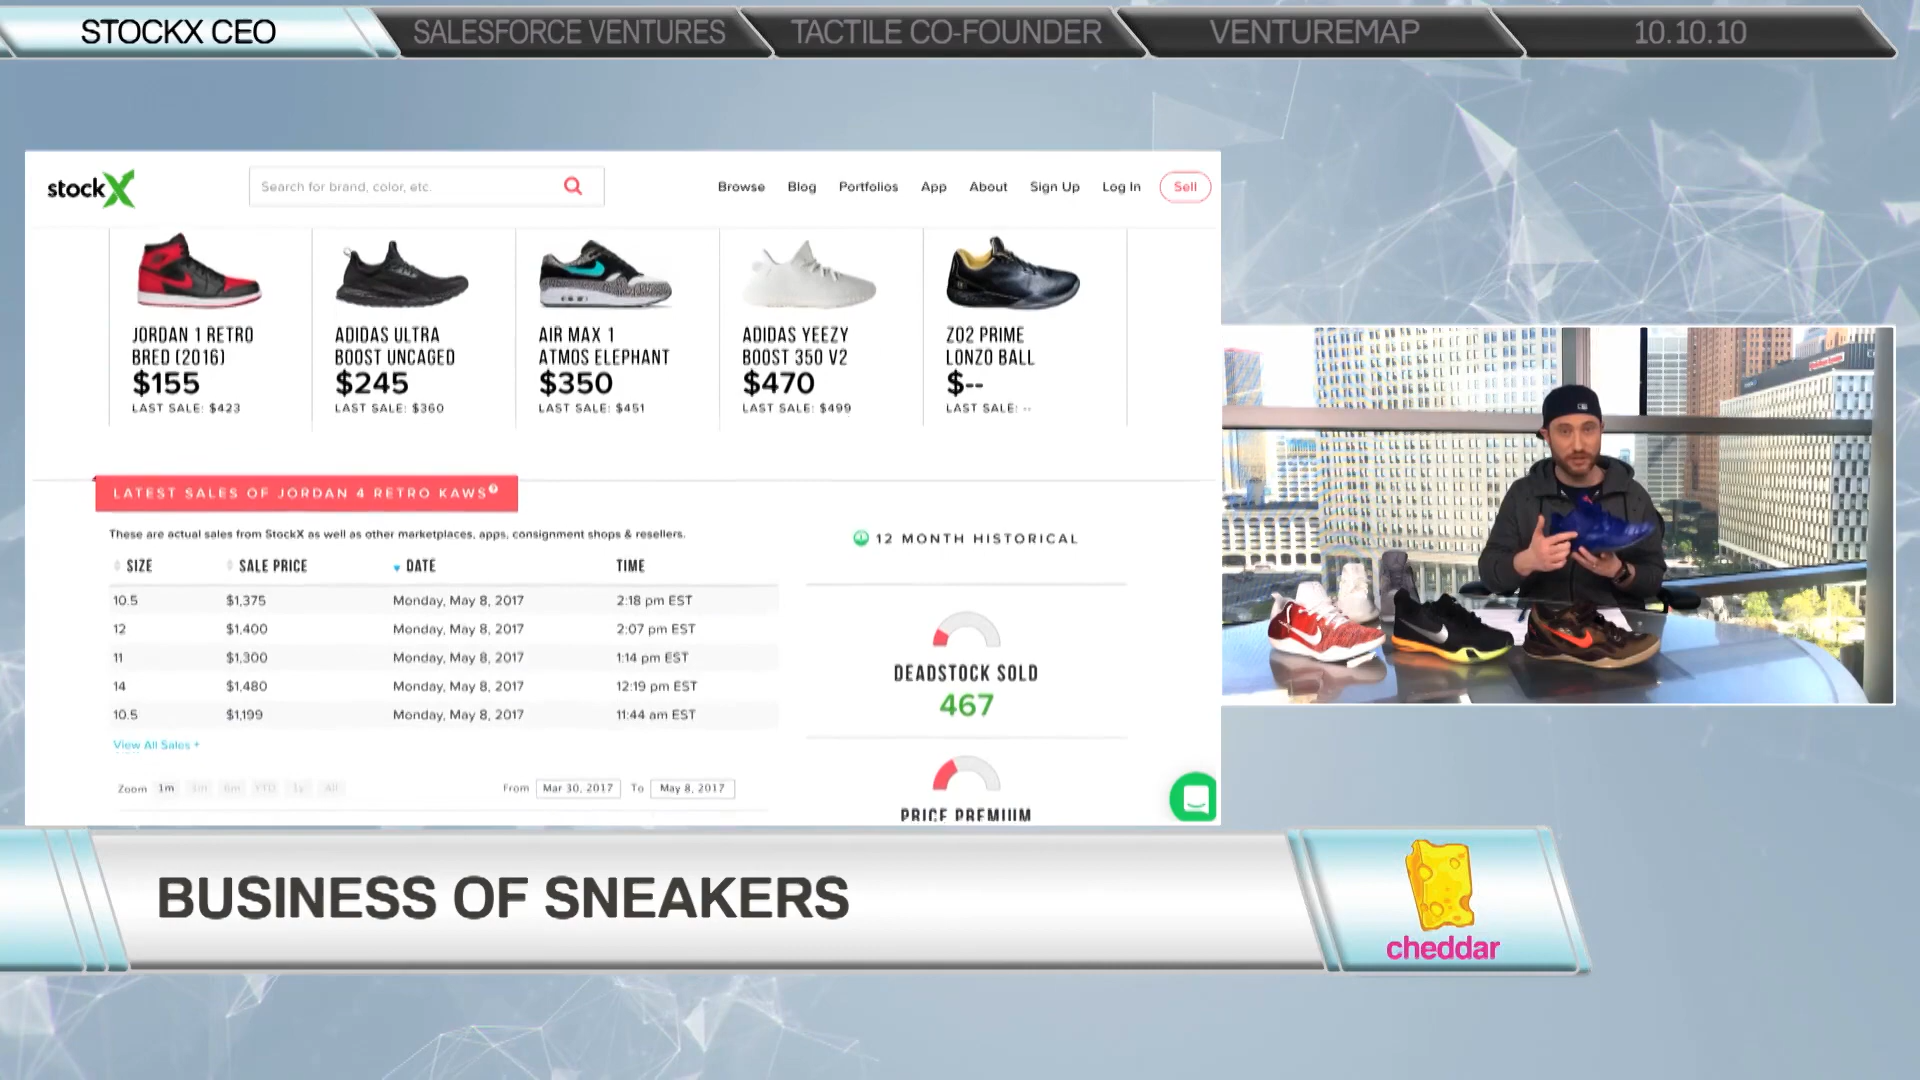 STOCKX CEO
SALESFORCE VENTURES
TACTILE CO-FOUNDER
VENTUREMAP
10.10.10
stockX
Search for brand, color, etc.
Browse
Blog
Portfolios
App
About
Sign Up
Log In
Sell
JORDAN 1 RETRO
BRED (2016)
$155
LAST SALE: $423
ADIDAS ULTRA
BOOST UNCAGED
$245
LAST SALE: $360
AIR MAX 1
ATMOS ELEPHANT
$350
LAST SALE: $451
ADIDAS YEEZY
BOOST 350 V2
$470
LAST SALE: $499
ZO2 PRIME
LONZO BALL
$--
LAST SALE: --
LATEST SALES OF JORDAN 4 RETRO KAWS
These are actual sales from StockX as well as other marketplaces, apps, consignment shops & resellers.
SIZE SALE PRICE DATE TIME
10.5 $1,375 Monday, May 8, 2017 2:18 pm EST
12 $1,400 Monday, May 8, 2017 2:07 pm EST
11 $1,300 Monday, May 8, 2017 1:14 pm EST
14 $1,480 Monday, May 8, 2017 12:19 pm EST
10.5 $1,199 Monday, May 8, 2017 11:44 am EST
View All Sales +
Zoom 1m 3m 6m YTD 1y All
From Mar 30, 2017 To May 8, 2017
12 MONTH HISTORICAL
DEADSTOCK SOLD
467
PRICE PREMIUM
BUSINESS OF SNEAKERS
cheddar